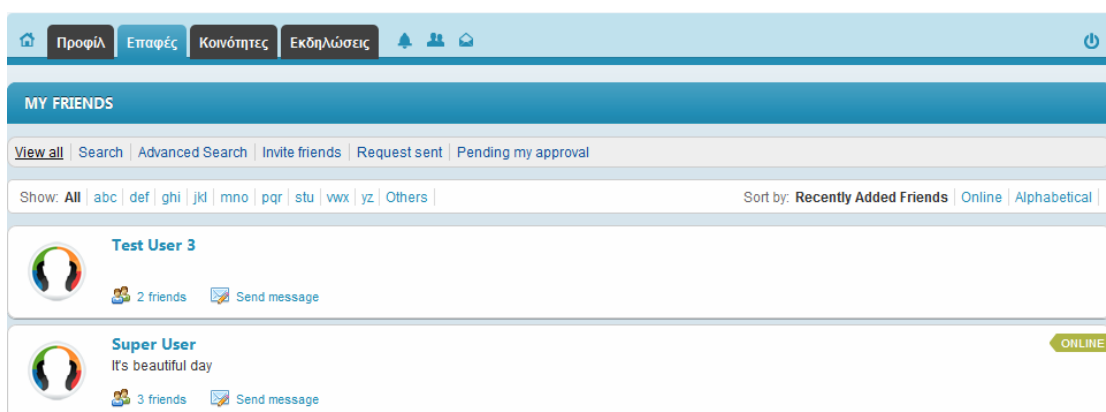 Προφίλ Επαφές Κοινότητες Εκδηλώσεις
MY FRIENDS
View all Search Advanced Search Invite friends Request sent Pending my approval
Show: All abc def ghi jkl mno pqr stu vwx yz Others Sort by: Recently Added Friends Online Alphabetical
Test User 3
2 friends Send message
Super User ONLINE
It's beautiful day
3 friends Send message